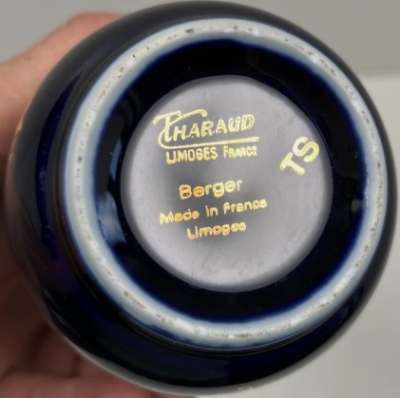 THARAUD
LIMOGES FRANCE
TS
Berger
Made in France
Limoges